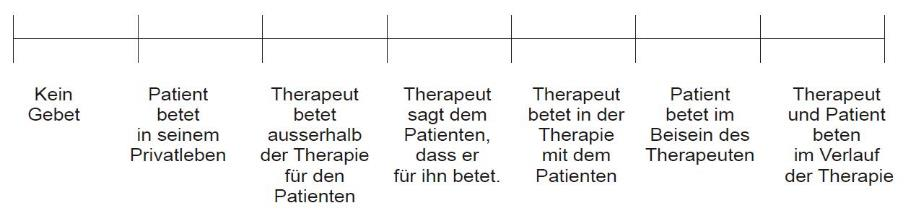 Kein
Gebet
Patient
betet
in seinem
Privatleben
Therapeut
betet
ausserhalb
der Therapie
für den
Patienten
Therapeut
sagt dem
Patienten,
dass er
für ihn betet.
Therapeut
betet in der
Therapie
mit dem
Patienten
Patient
betet im
Beisein des
Therapeuten
Therapeut
und Patient
beten
im Verlauf
der Therapie